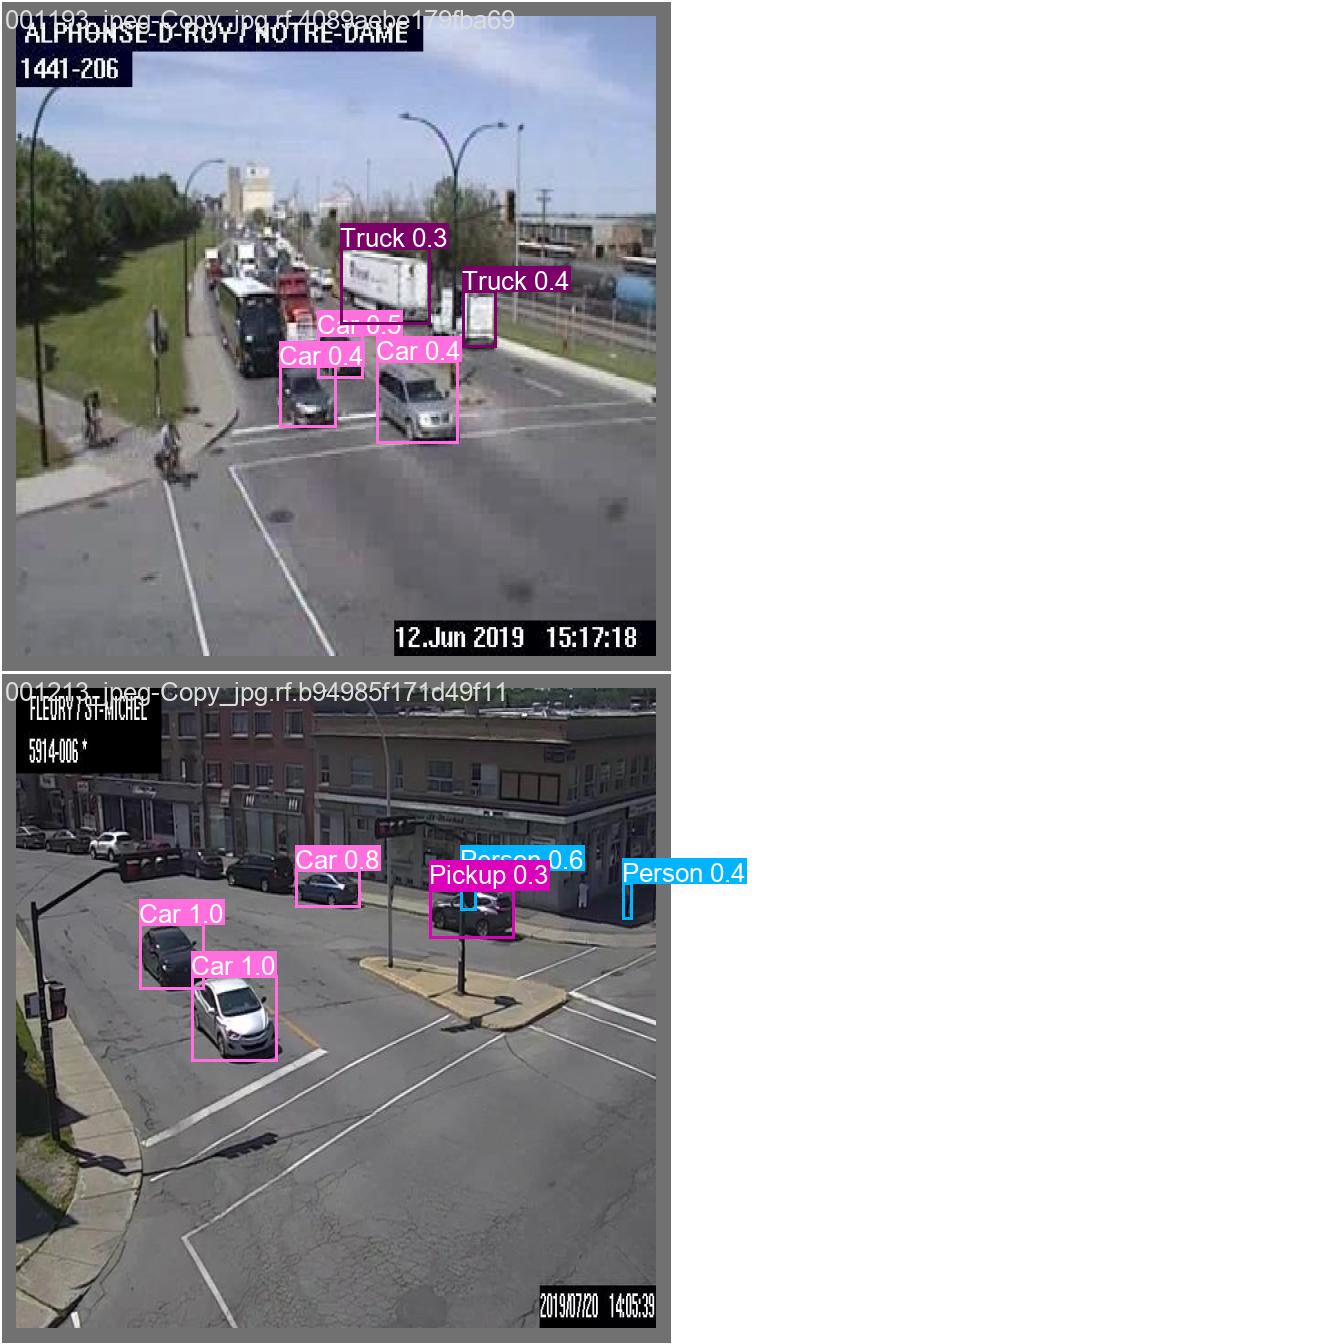 001193_jpeg-Copy_jpg.rf.4089aebe179fba69
ALPHONSE-D-ROY / NOTRE-DAME
1441-206
Truck 0.3
Truck 0.4
Car 0.5
Car 0.4
Car 0.4
12.Jun 2019 15:17:18
001213_jpeg-Copy_jpg.rf.b94985f171d49f11
FLEURY / ST-MICHEL
5914-006 *
Car 0.8
Person 0.6
Pickup 0.3
Person 0.4
Car 1.0
Car 1.0
2019/07/20 14:05:39